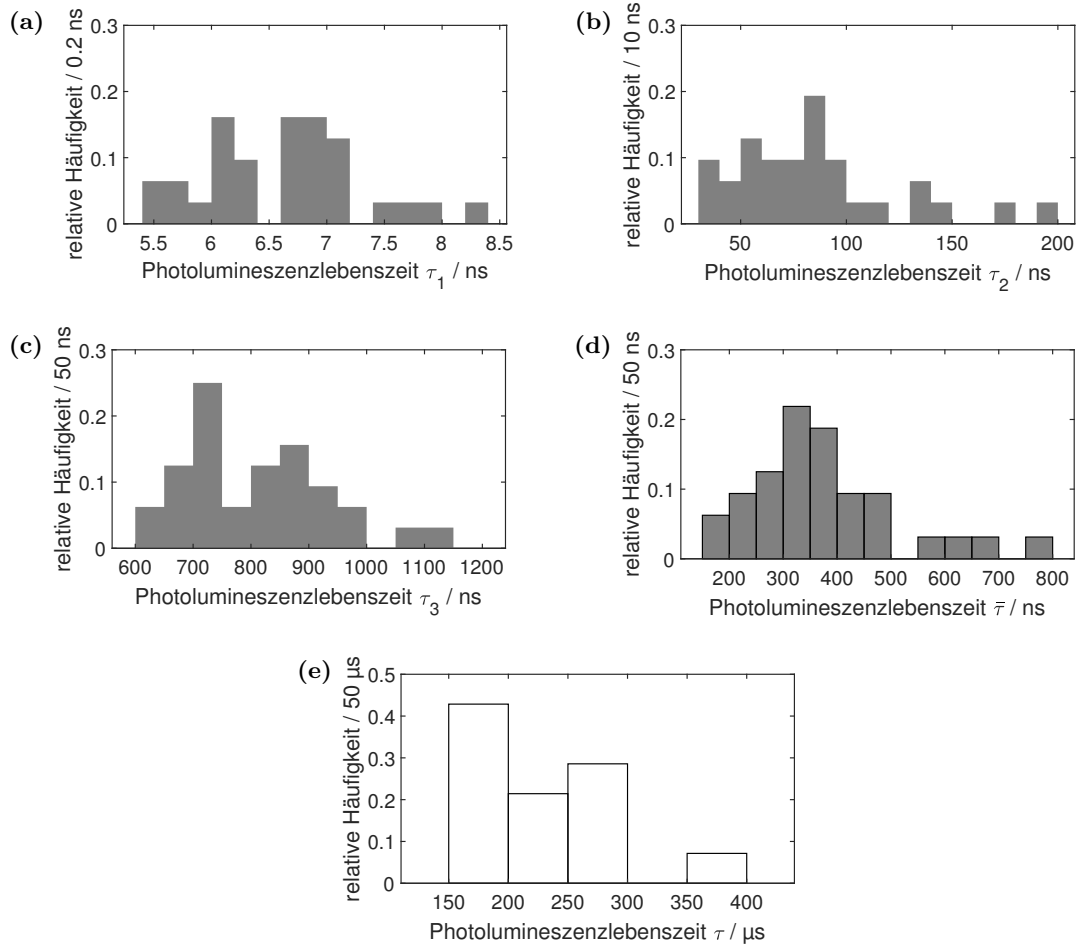 (a)
relative Häufigkeit / 0.2 ns
0.3
0.2
0.1
0
5.5 6 6.5 7 7.5 8 8.5
Photolumineszenzlebenszeit τ₁ / ns
(b)
relative Häufigkeit / 10 ns
0.3
0.2
0.1
0
50 100 150 200
Photolumineszenzlebenszeit τ₂ / ns
(c)
relative Häufigkeit / 50 ns
0.3
0.2
0.1
0
600 700 800 900 1000 1100 1200
Photolumineszenzlebenszeit τ₃ / ns
(d)
relative Häufigkeit / 50 ns
0.3
0.2
0.1
0
200 300 400 500 600 700 800
Photolumineszenzlebenszeit τ̄ / ns
(e)
relative Häufigkeit / 50 µs
0.5
0.4
0.3
0.2
0.1
0
150 200 250 300 350 400
Photolumineszenzlebenszeit τ / µs